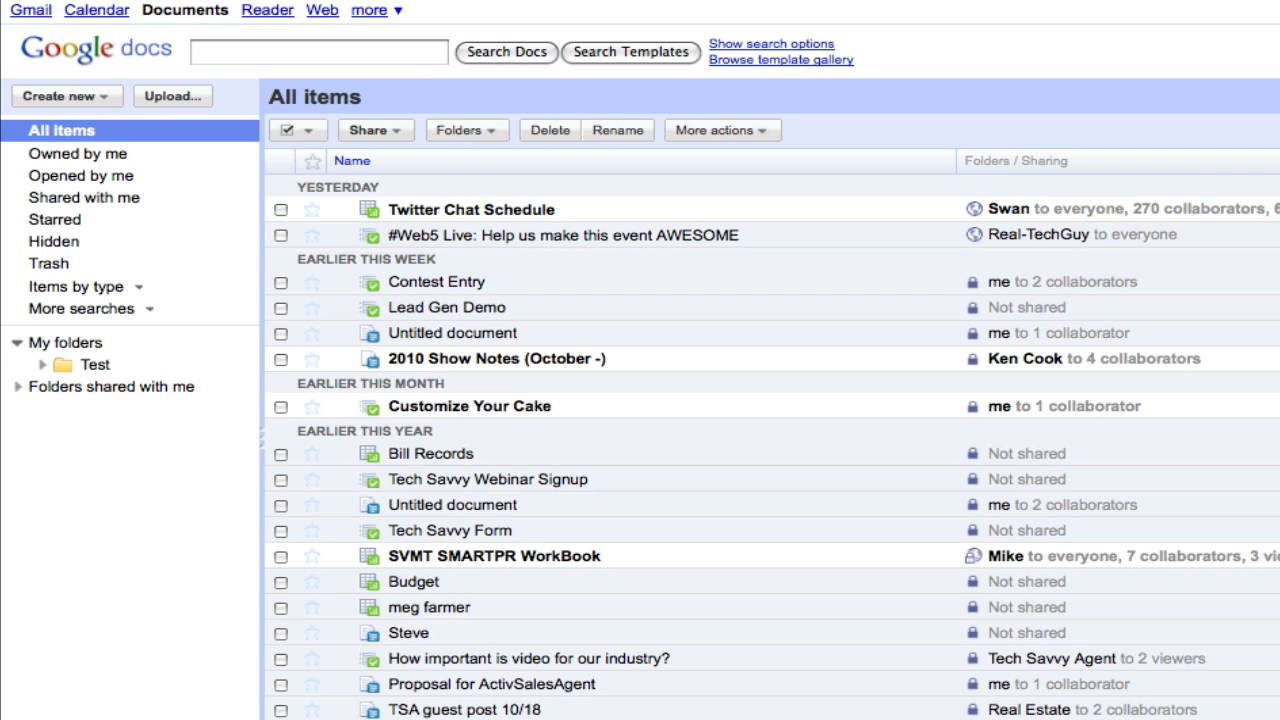 Gmail Calendar Documents Reader Web more ▼
Google docs Search Docs Search Templates Show search options
Browse template gallery
Create new Upload... All items
All items
Share Folders Delete Rename More actions
Owned by me
Opened by me
Shared with me
Starred
Hidden
Trash
Items by type
More searches
My folders
Test
Folders shared with me
Name Folders / Sharing
YESTERDAY
Twitter Chat Schedule Swan to everyone, 270 collaborators, 6
#Web5 Live: Help us make this event AWESOME Real-TechGuy to everyone
EARLIER THIS WEEK
Contest Entry me to 2 collaborators
Lead Gen Demo Not shared
Untitled document me to 1 collaborator
2010 Show Notes (October -) Ken Cook to 4 collaborators
EARLIER THIS MONTH
Customize Your Cake me to 1 collaborator
EARLIER THIS YEAR
Bill Records Not shared
Tech Savvy Webinar Signup Not shared
Untitled document me to 2 collaborators
Tech Savvy Form Not shared
SVMT SMARTPR WorkBook Mike to everyone, 7 collaborators, 3 vi
Budget Not shared
meg farmer Not shared
Steve Not shared
How important is video for our industry? Tech Savvy Agent to 2 viewers
Proposal for ActivSalesAgent me to 1 collaborator
TSA guest post 10/18 Real Estate to 2 collaborators